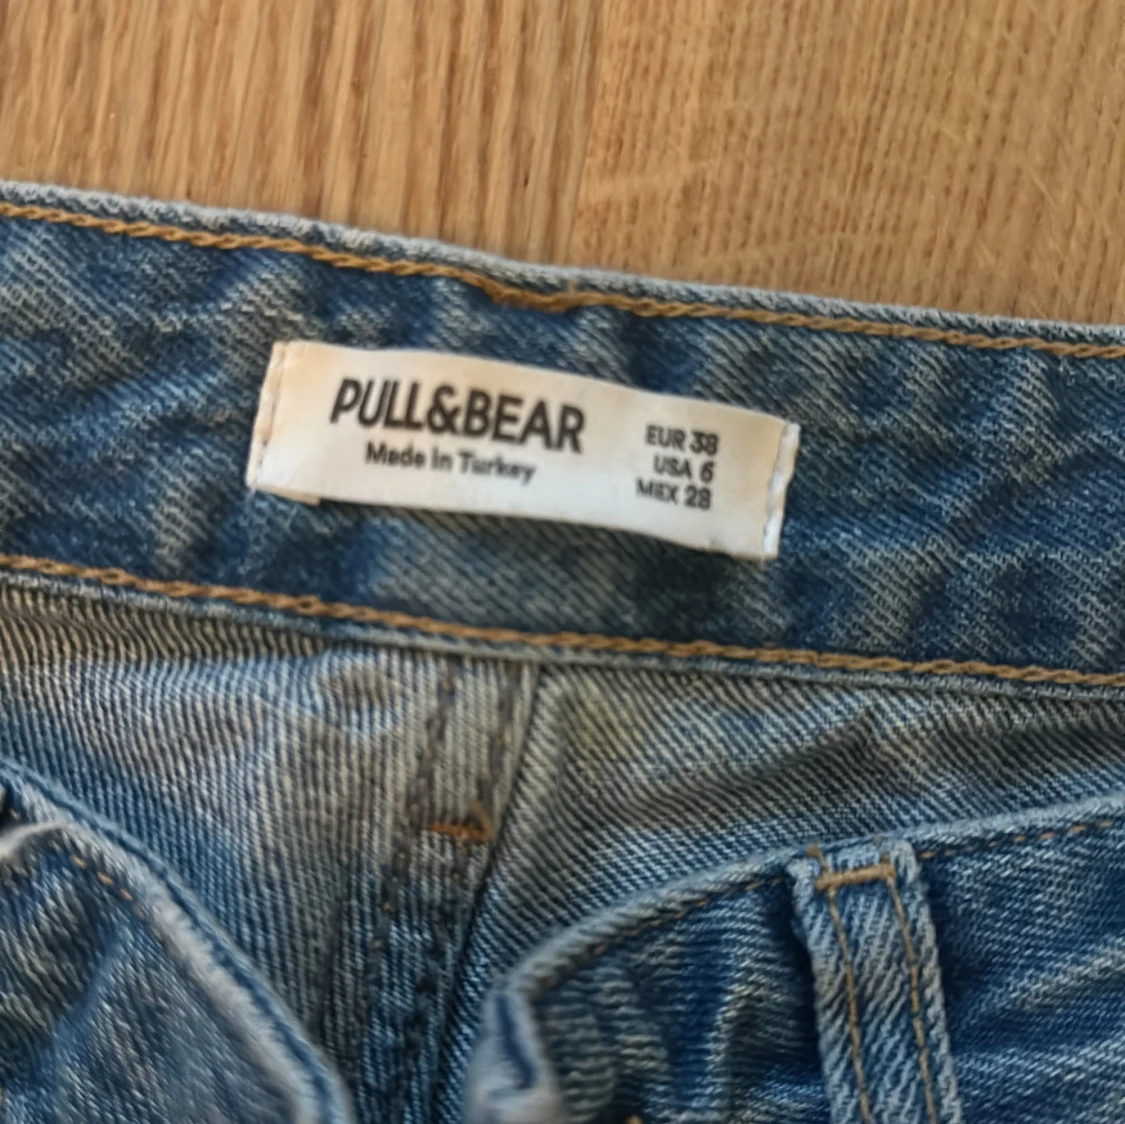 PULL&BEAR
Made in Turkey
EUR 38
USA 6
MEX 28